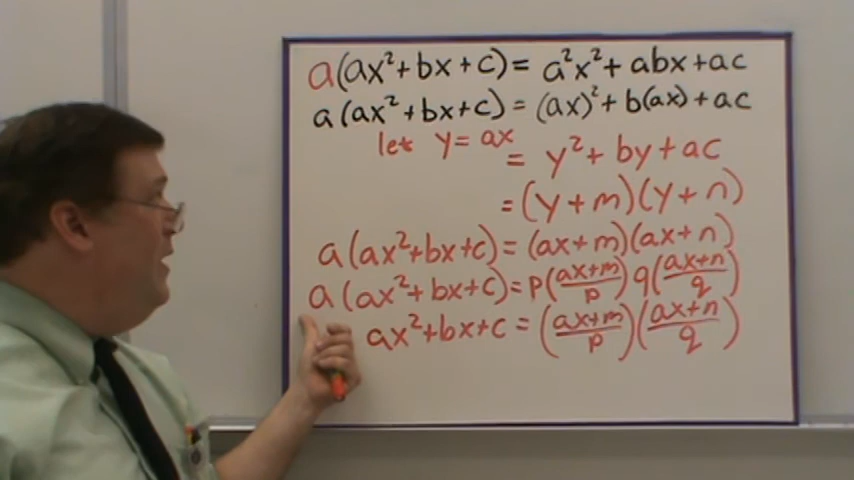 a(ax²+bx+c)= a²x²+abx+ac
a(ax²+bx+c)=(ax)²+b(ax)+ac
let y=ax
= y²+by+ac
=(y+m)(y+n)
a(ax²+bx+c)=(ax+m)(ax+n)
a(ax²+bx+c)=p((ax+m)/p)q((ax+n)/q)
ax²+bx+c=((ax+m)/p)((ax+n)/q)